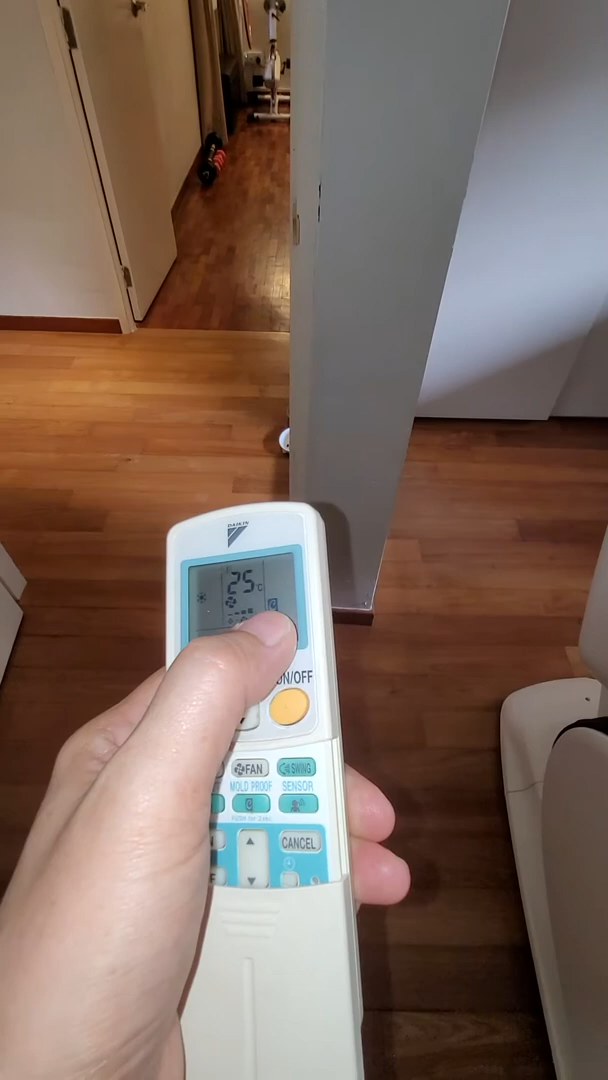 DAIKIN
25°C
ON/OFF
FAN
SWING
MOLD PROOF
SENSOR
CANCEL